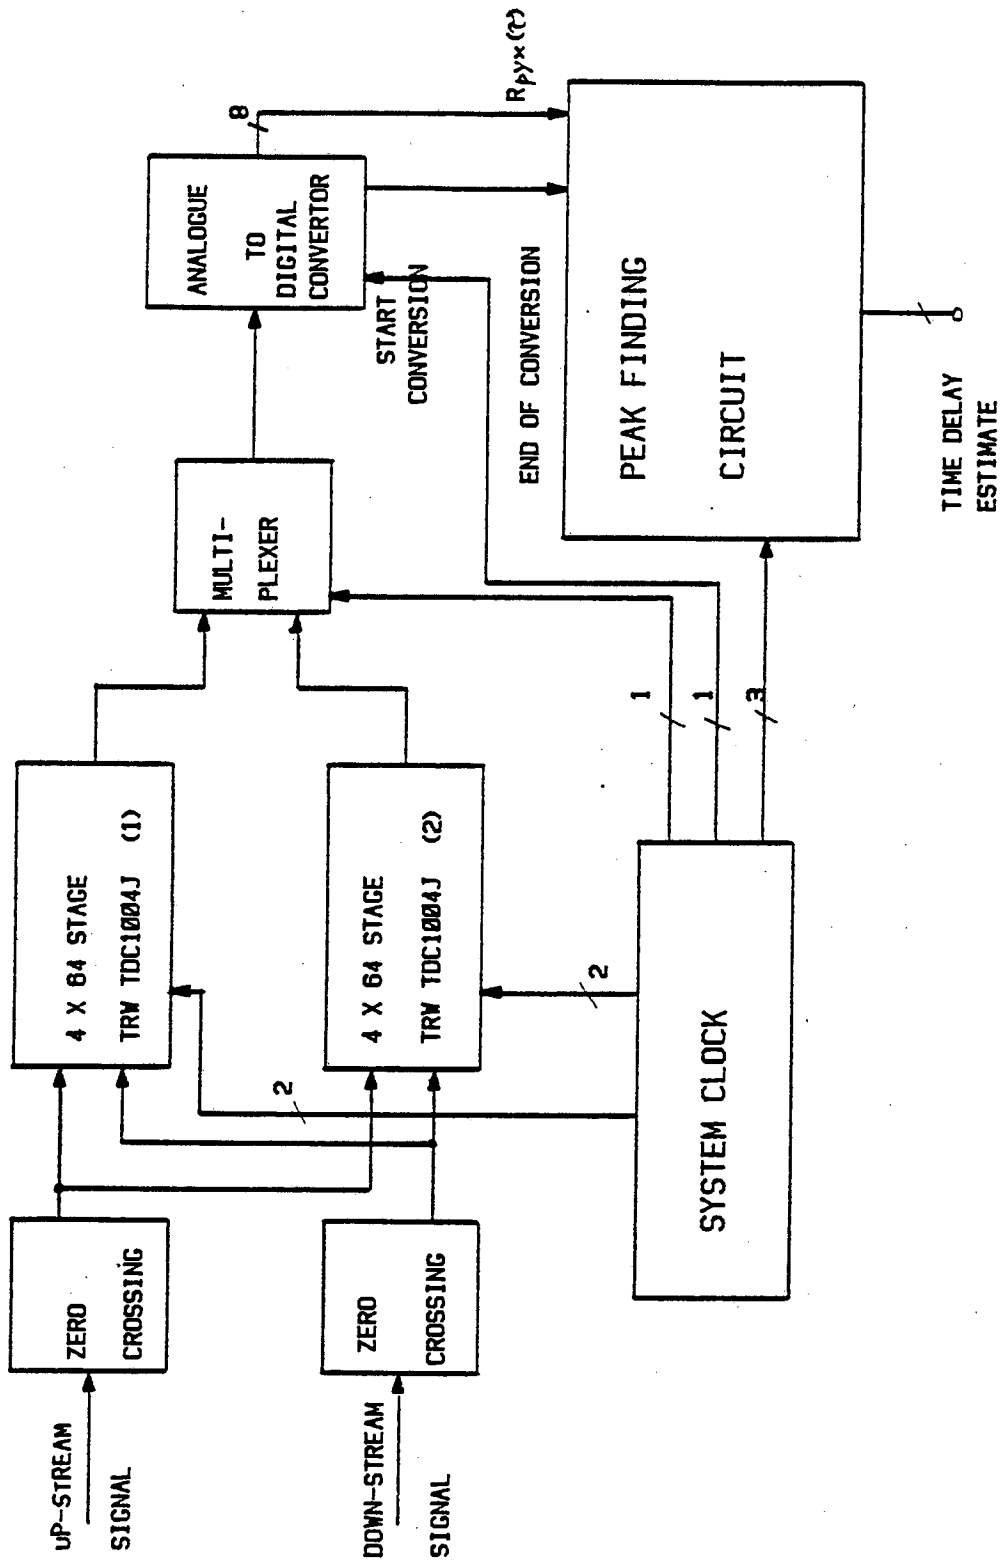 UP-STREAM
SIGNAL
ZERO
CROSSING
4 X 64 STAGE
TRW TDC1004J (1)
2
DOWN-STREAM
SIGNAL
ZERO
CROSSING
4 X 64 STAGE
TRW TDC1004J (2)
2
MULTI-
PLEXER
ANALOGUE
TO
DIGITAL
CONVERTOR
8
Rpyx(τ)
START
CONVERSION
END OF CONVERSION
SYSTEM CLOCK
1
1
3
PEAK FINDING
CIRCUIT
TIME DELAY
ESTIMATE